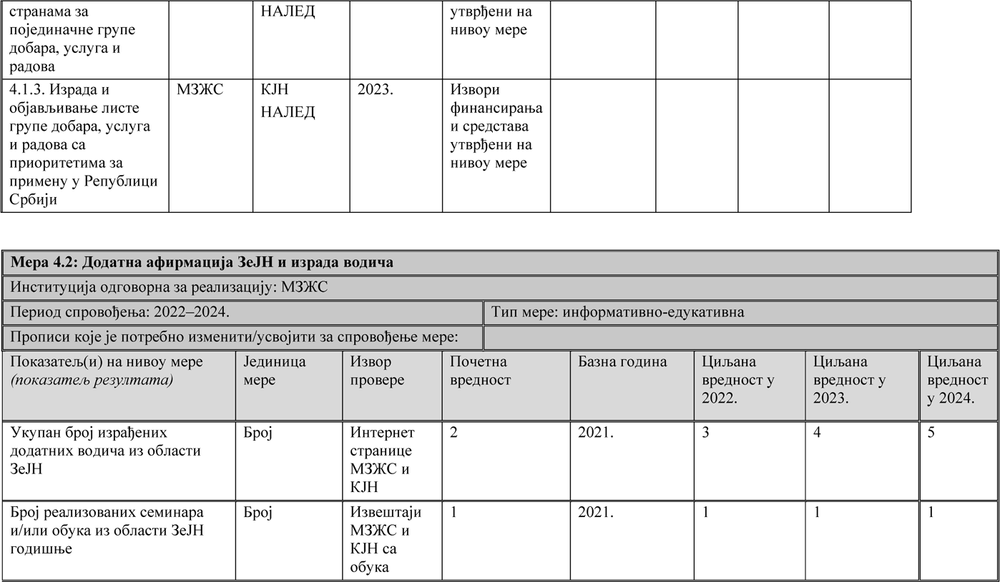 странама за
појединачне групе
добара, услуга и
радова
НАЛЕД
утврђени на
нивоу мере
4.1.3. Израда и
објављивање листе
групе добара, услуга
и радова са
приоритетима за
примену у Републици
Србији
МЗЖС
КЈН
НАЛЕД
2023.
Извори
финансирања
и средстава
утврђени на
нивоу мере
Мера 4.2: Додатна афирмација ЗеЈН и израда водича
Институција одговорна за реализацију: МЗЖС
Период спровођења: 2022–2024.
Тип мере: информативно-едукативна
Прописи које је потребно изменити/усвојити за спровођење мере:
Показатељ(и) на нивоу мере
(показатељ резултата)
Јединица
мере
Извор
провере
Почетна
вредност
Базна година
Циљана
вредност у
2022.
Циљана
вредност у
2023.
Циљана
вредност
у 2024.
Укупан број израђених
додатних водича из области
ЗеЈН
Број
Интернет
странице
МЗЖС и
КЈН
2
2021.
3
4
5
Број реализованих семинара
и/или обука из области ЗеЈН
годишње
Број
Извештаји
МЗЖС и
КЈН са
обука
1
2021.
1
1
1